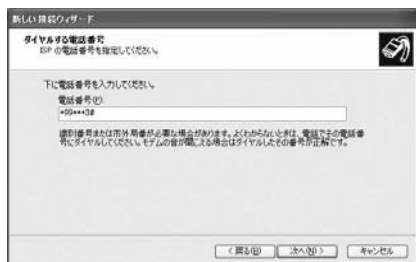 新しい接続ウィザード
ダイヤルする電話番号
ISP の電話番号を指定してください。
下に電話番号を入力してください。
電話番号(P):
*99***3#
識別番号または市外局番が必要な場合があります。よくわからないときは、電話でその電話番
号にダイヤルしてください。モデムの音が聞こえる場合はダイヤルしたその番号が正解です。
< 戻る(B)
次へ(N) >
キャンセル